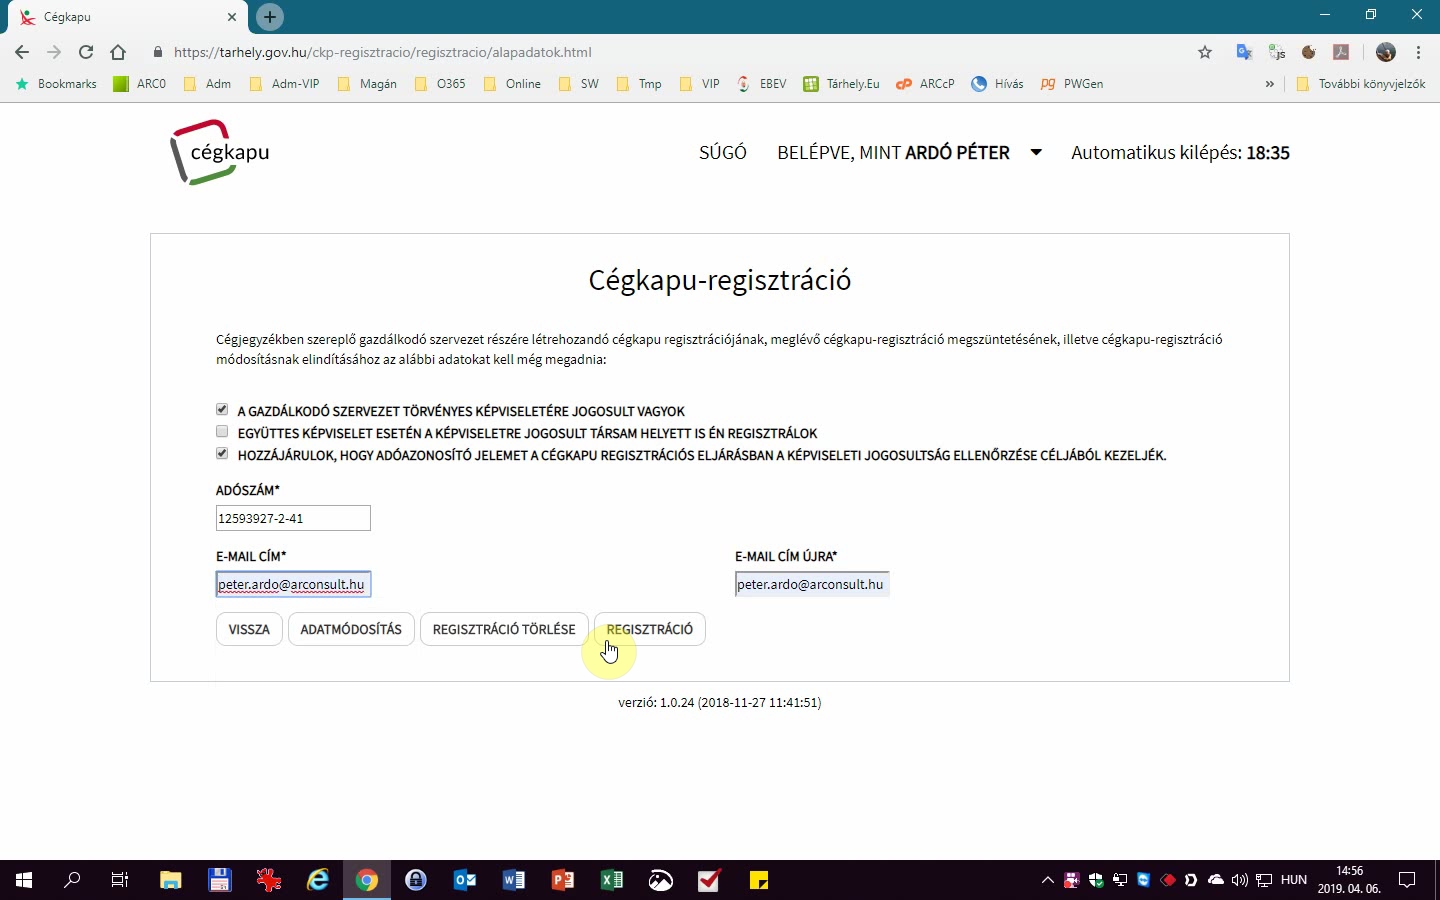 Cégkapu
https://tarhely.gov.hu/ckp-regisztracio/regisztracio/alapadatok.html
Bookmarks ARC0 Adm Adm-VIP Magán O365 Online SW Tmp VIP EBEV Tárhely.Eu ARCcP Hívás PWGen » További könyvjelzők
cégkapu
SÚGÓ BELÉPVE, MINT ARDÓ PÉTER Automatikus kilépés: 18:35
Cégkapu-regisztráció
Cégjegyzékben szereplő gazdálkodó szervezet részére létrehozandó cégkapu regisztrációjának, meglévő cégkapu-regisztráció megszüntetésének, illetve cégkapu-regisztráció
módosításnak elindításához az alábbi adatokat kell még megadnia:
A GAZDÁLKODÓ SZERVEZET TÖRVÉNYES KÉPVISELETÉRE JOGOSULT VAGYOK
EGYÜTTES KÉPVISELET ESETÉN A KÉPVISELETRE JOGOSULT TÁRSAM HELYETT IS ÉN REGISZTRÁLOK
HOZZÁJÁRULOK, HOGY ADÓAZONOSÍTÓ JELEMET A CÉGKAPU REGISZTRÁCIÓS ELJÁRÁSBAN A KÉPVISELETI JOGOSULTSÁG ELLENŐRZÉSE CÉLJÁBÓL KEZELJÉK.
ADÓSZÁM*
12593927-2-41
E-MAIL CÍM* E-MAIL CÍM ÚJRA*
peter.ardo@arconsult.hu peter.ardo@arconsult.hu
VISSZA ADATMÓDOSÍTÁS REGISZTRÁCIÓ TÖRLÉSE REGISZTRÁCIÓ
verzió: 1.0.24 (2018-11-27 11:41:51)
HUN
14:56
2019. 04. 06.